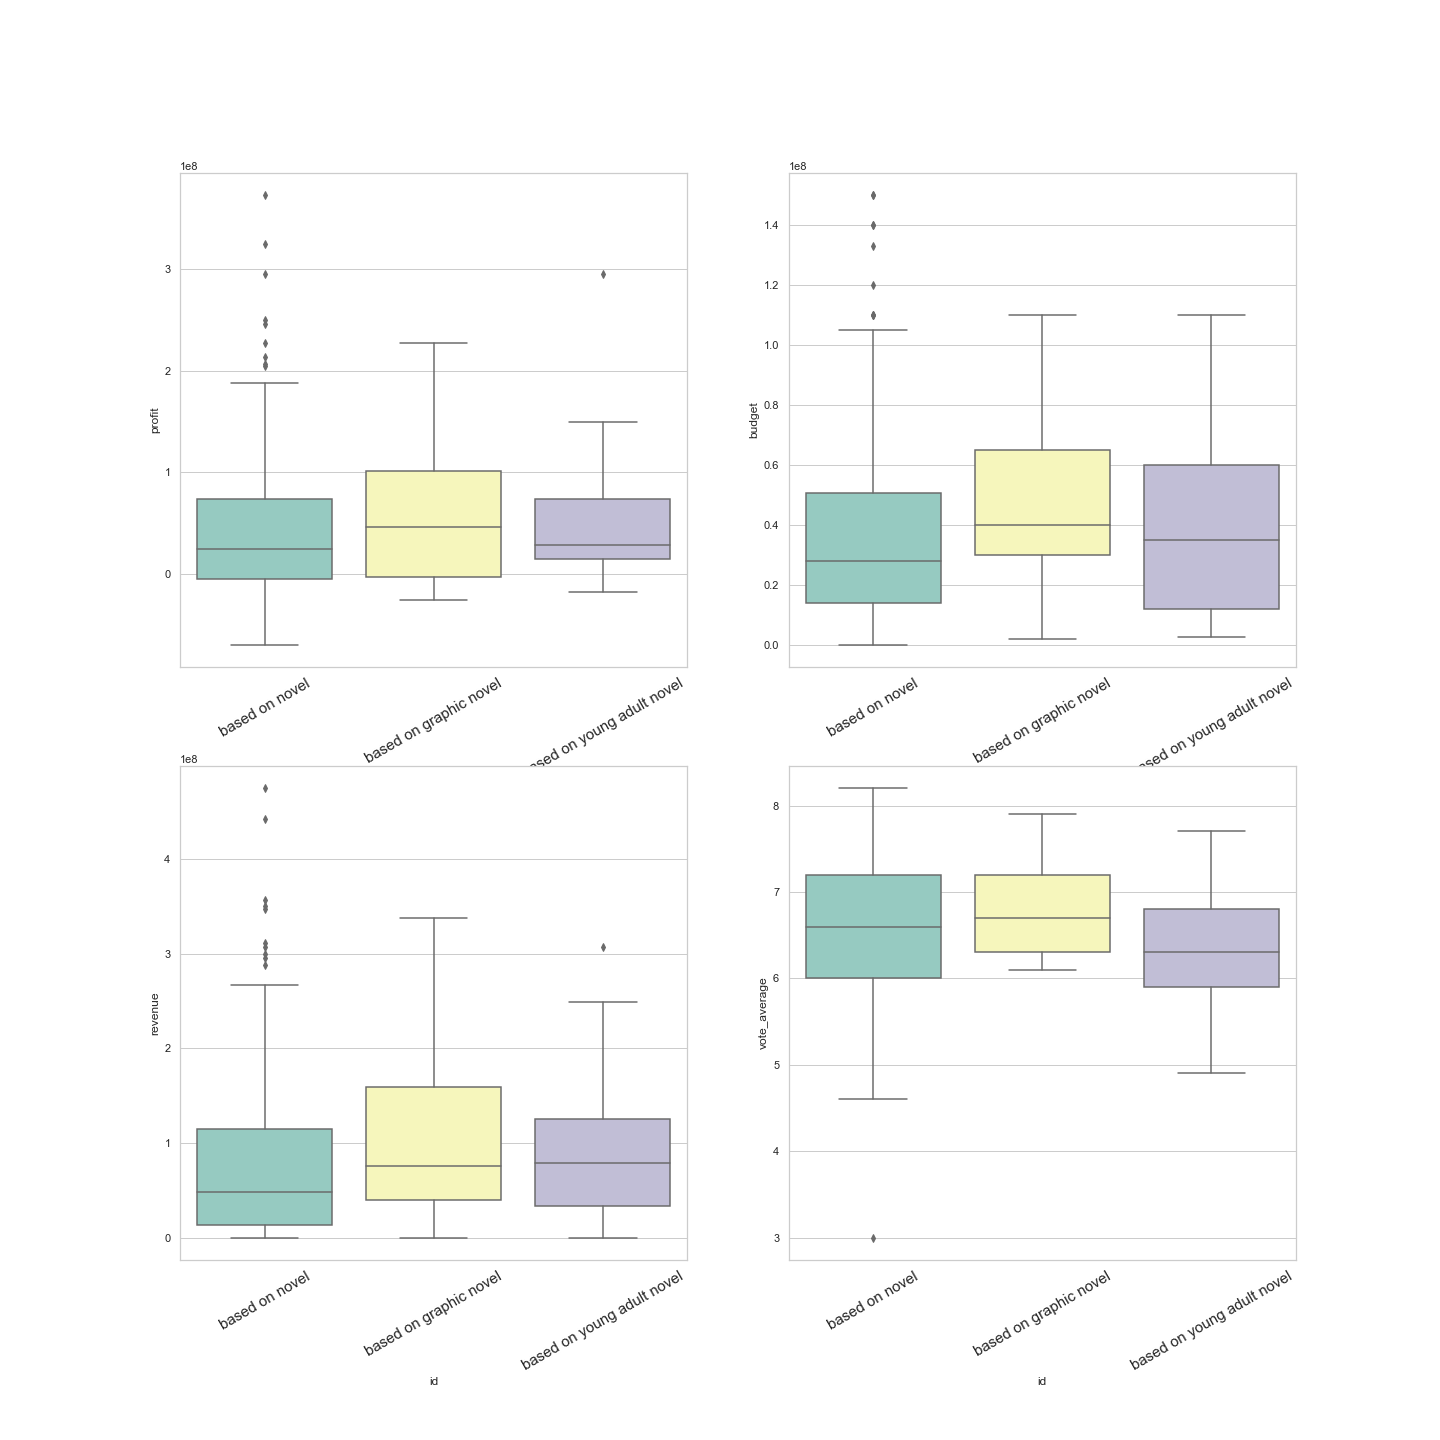 1e8
3
2
1
0
profit
based on novel
based on graphic novel
based on young adult novel
1e8
1.4
1.2
1.0
0.8
0.6
0.4
0.2
0.0
budget
based on novel
based on graphic novel
based on young adult novel
1e8
4
3
2
1
0
revenue
based on novel
based on graphic novel
based on young adult novel
id
8
7
6
5
4
3
vote_average
based on novel
based on graphic novel
based on young adult novel
id